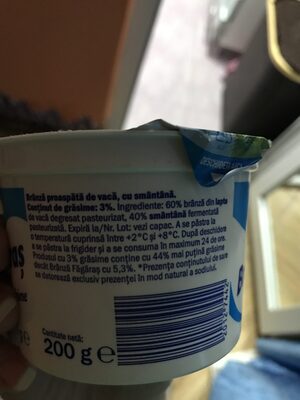 DESCHIDEȚI
Brânză proaspătă de vacă, cu smântână.
Conținut de grăsime: 3%. Ingrediente: 60% brânză din lapte
de vacă degresat pasteurizat, 40% smântână fermentată
pasteurizată. Expiră la/Nr. Lot: vezi capac. A se păstra la
o temperatură cuprinsă între +2°C și +8°C. După deschidere
a se păstra la frigider și a se consuma în maximum 24 de ore.
Produsul cu 3% grăsime conține cu 44% mai puțină grăsime
decât Brânză Făgăraș cu 5,3%. *Prezența conținutului de sare
se datorează exclusiv prezenței în mod natural a sodiului.
Cantitate netă:
200 g e